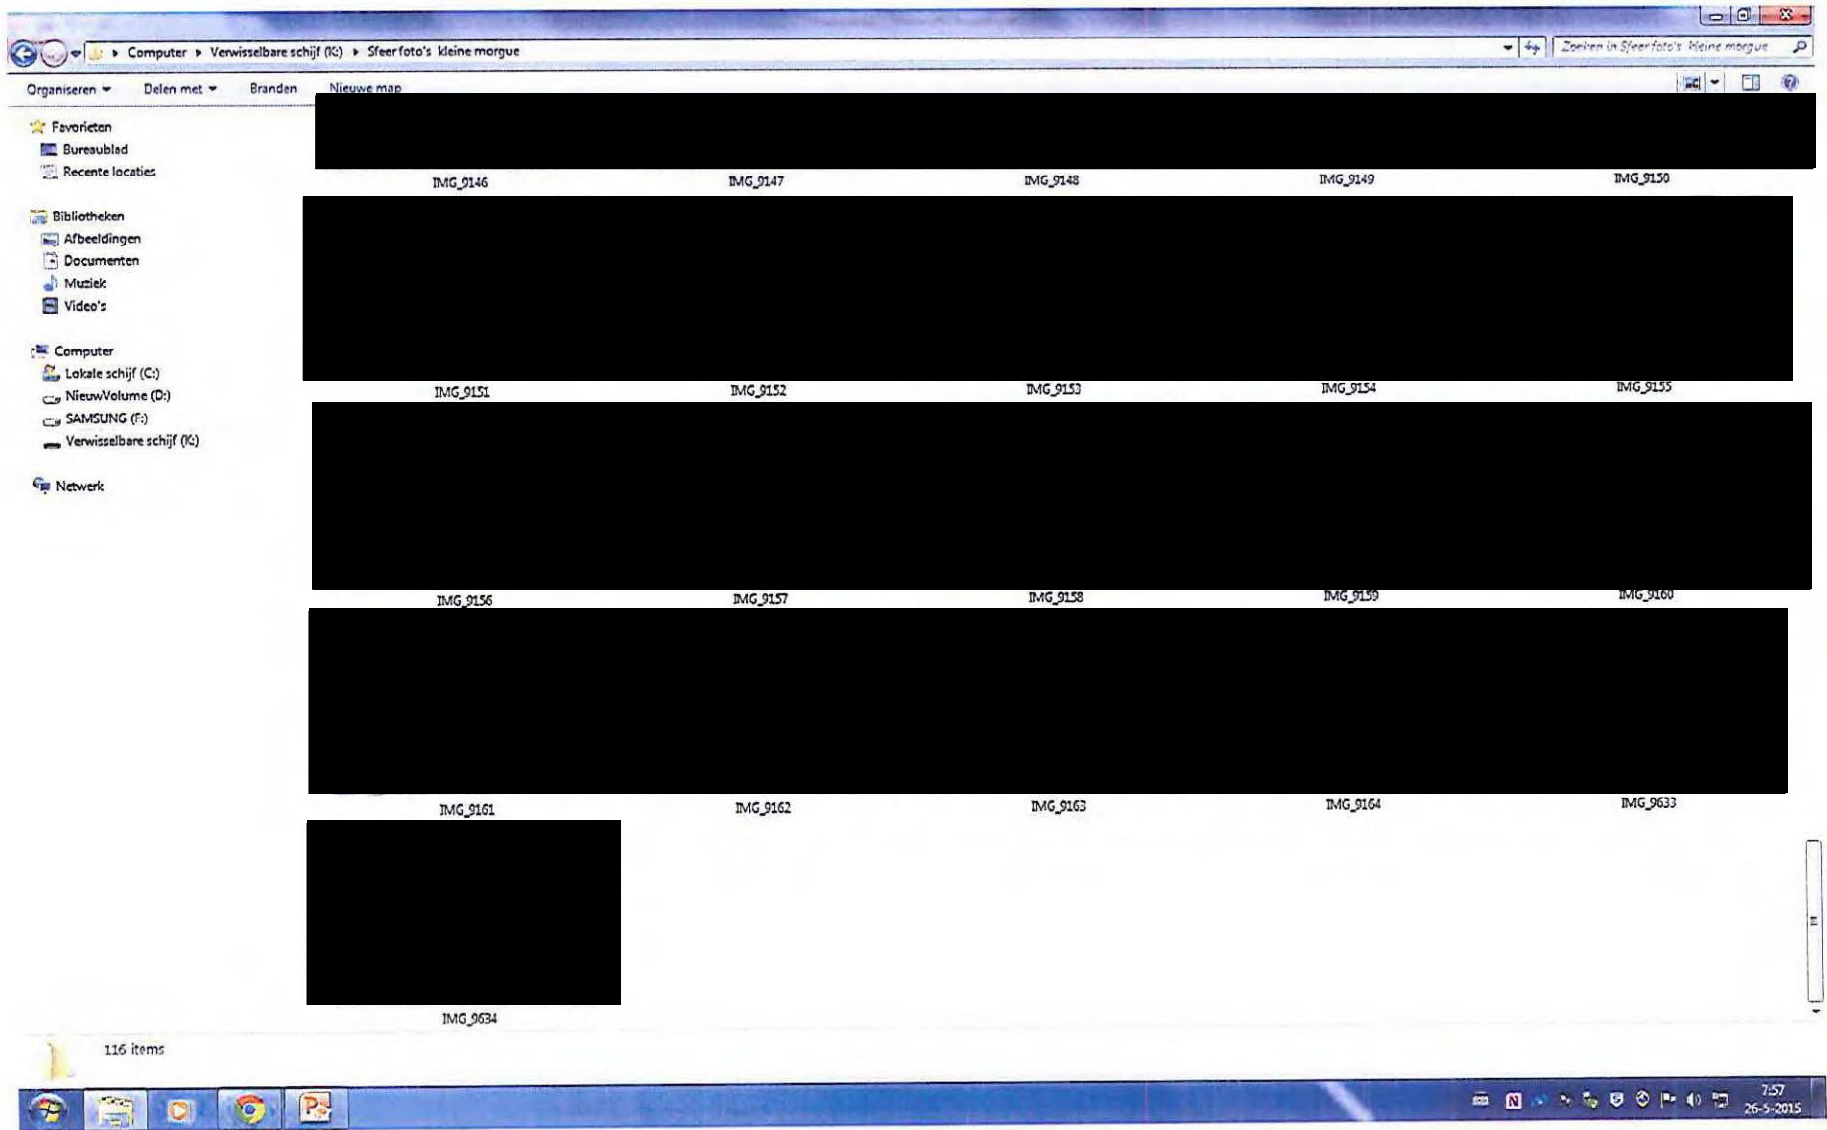 Computer ▸ Verwisselbare schijf (K:) ▸ Sfeerfoto's kleine morgue
Zoeken in Sfeerfoto's kleine morgue
Organiseren Delen met Branden Nieuwe map
Favorieten
Bureaublad
Recente locaties
Bibliotheken
Afbeeldingen
Documenten
Muziek
Video's
Computer
Lokale schijf (C:)
NieuwVolume (D:)
SAMSUNG (F:)
Verwisselbare schijf (K:)
Netwerk
IMG_9146 IMG_9147 IMG_9148 IMG_9149 IMG_9150
IMG_9151 IMG_9152 IMG_9153 IMG_9154 IMG_9155
IMG_9156 IMG_9157 IMG_9158 IMG_9159 IMG_9160
IMG_9161 IMG_9162 IMG_9163 IMG_9164 IMG_9633
IMG_9634
116 items
7:57
26-5-2015